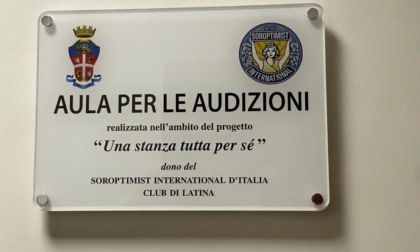 SOROPTIMIST
INTERNATIONAL
AULA PER LE AUDIZIONI
realizzata nell'ambito del progetto
“Una stanza tutta per sé”
dono del
SOROPTIMIST INTERNATIONAL D'ITALIA
CLUB DI LATINA